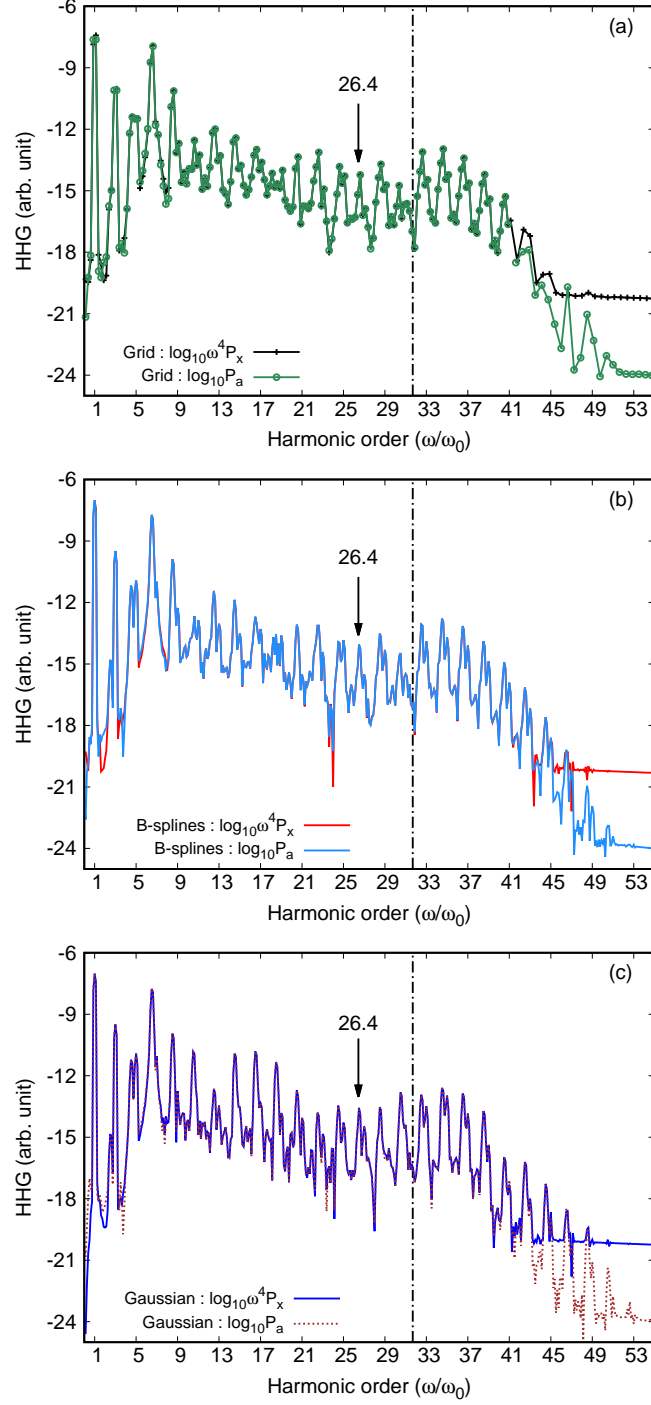 -6
(a)
-9
26.4
-12
-15
HHG (arb. unit)
-18
-21
Grid : log₁₀ω⁴Pₓ
Grid : log₁₀Pₐ
-24
1 5 9 13 17 21 25 29 33 37 41 45 49 53
Harmonic order (ω/ω₀)
-6
(b)
-9
26.4
-12
-15
HHG (arb. unit)
-18
-21
B-splines : log₁₀ω⁴Pₓ
B-splines : log₁₀Pₐ
-24
1 5 9 13 17 21 25 29 33 37 41 45 49 53
Harmonic order (ω/ω₀)
-6
(c)
-9
26.4
-12
-15
HHG (arb. unit)
-18
-21
Gaussian : log₁₀ω⁴Pₓ
Gaussian : log₁₀Pₐ
-24
1 5 9 13 17 21 25 29 33 37 41 45 49 53
Harmonic order (ω/ω₀)